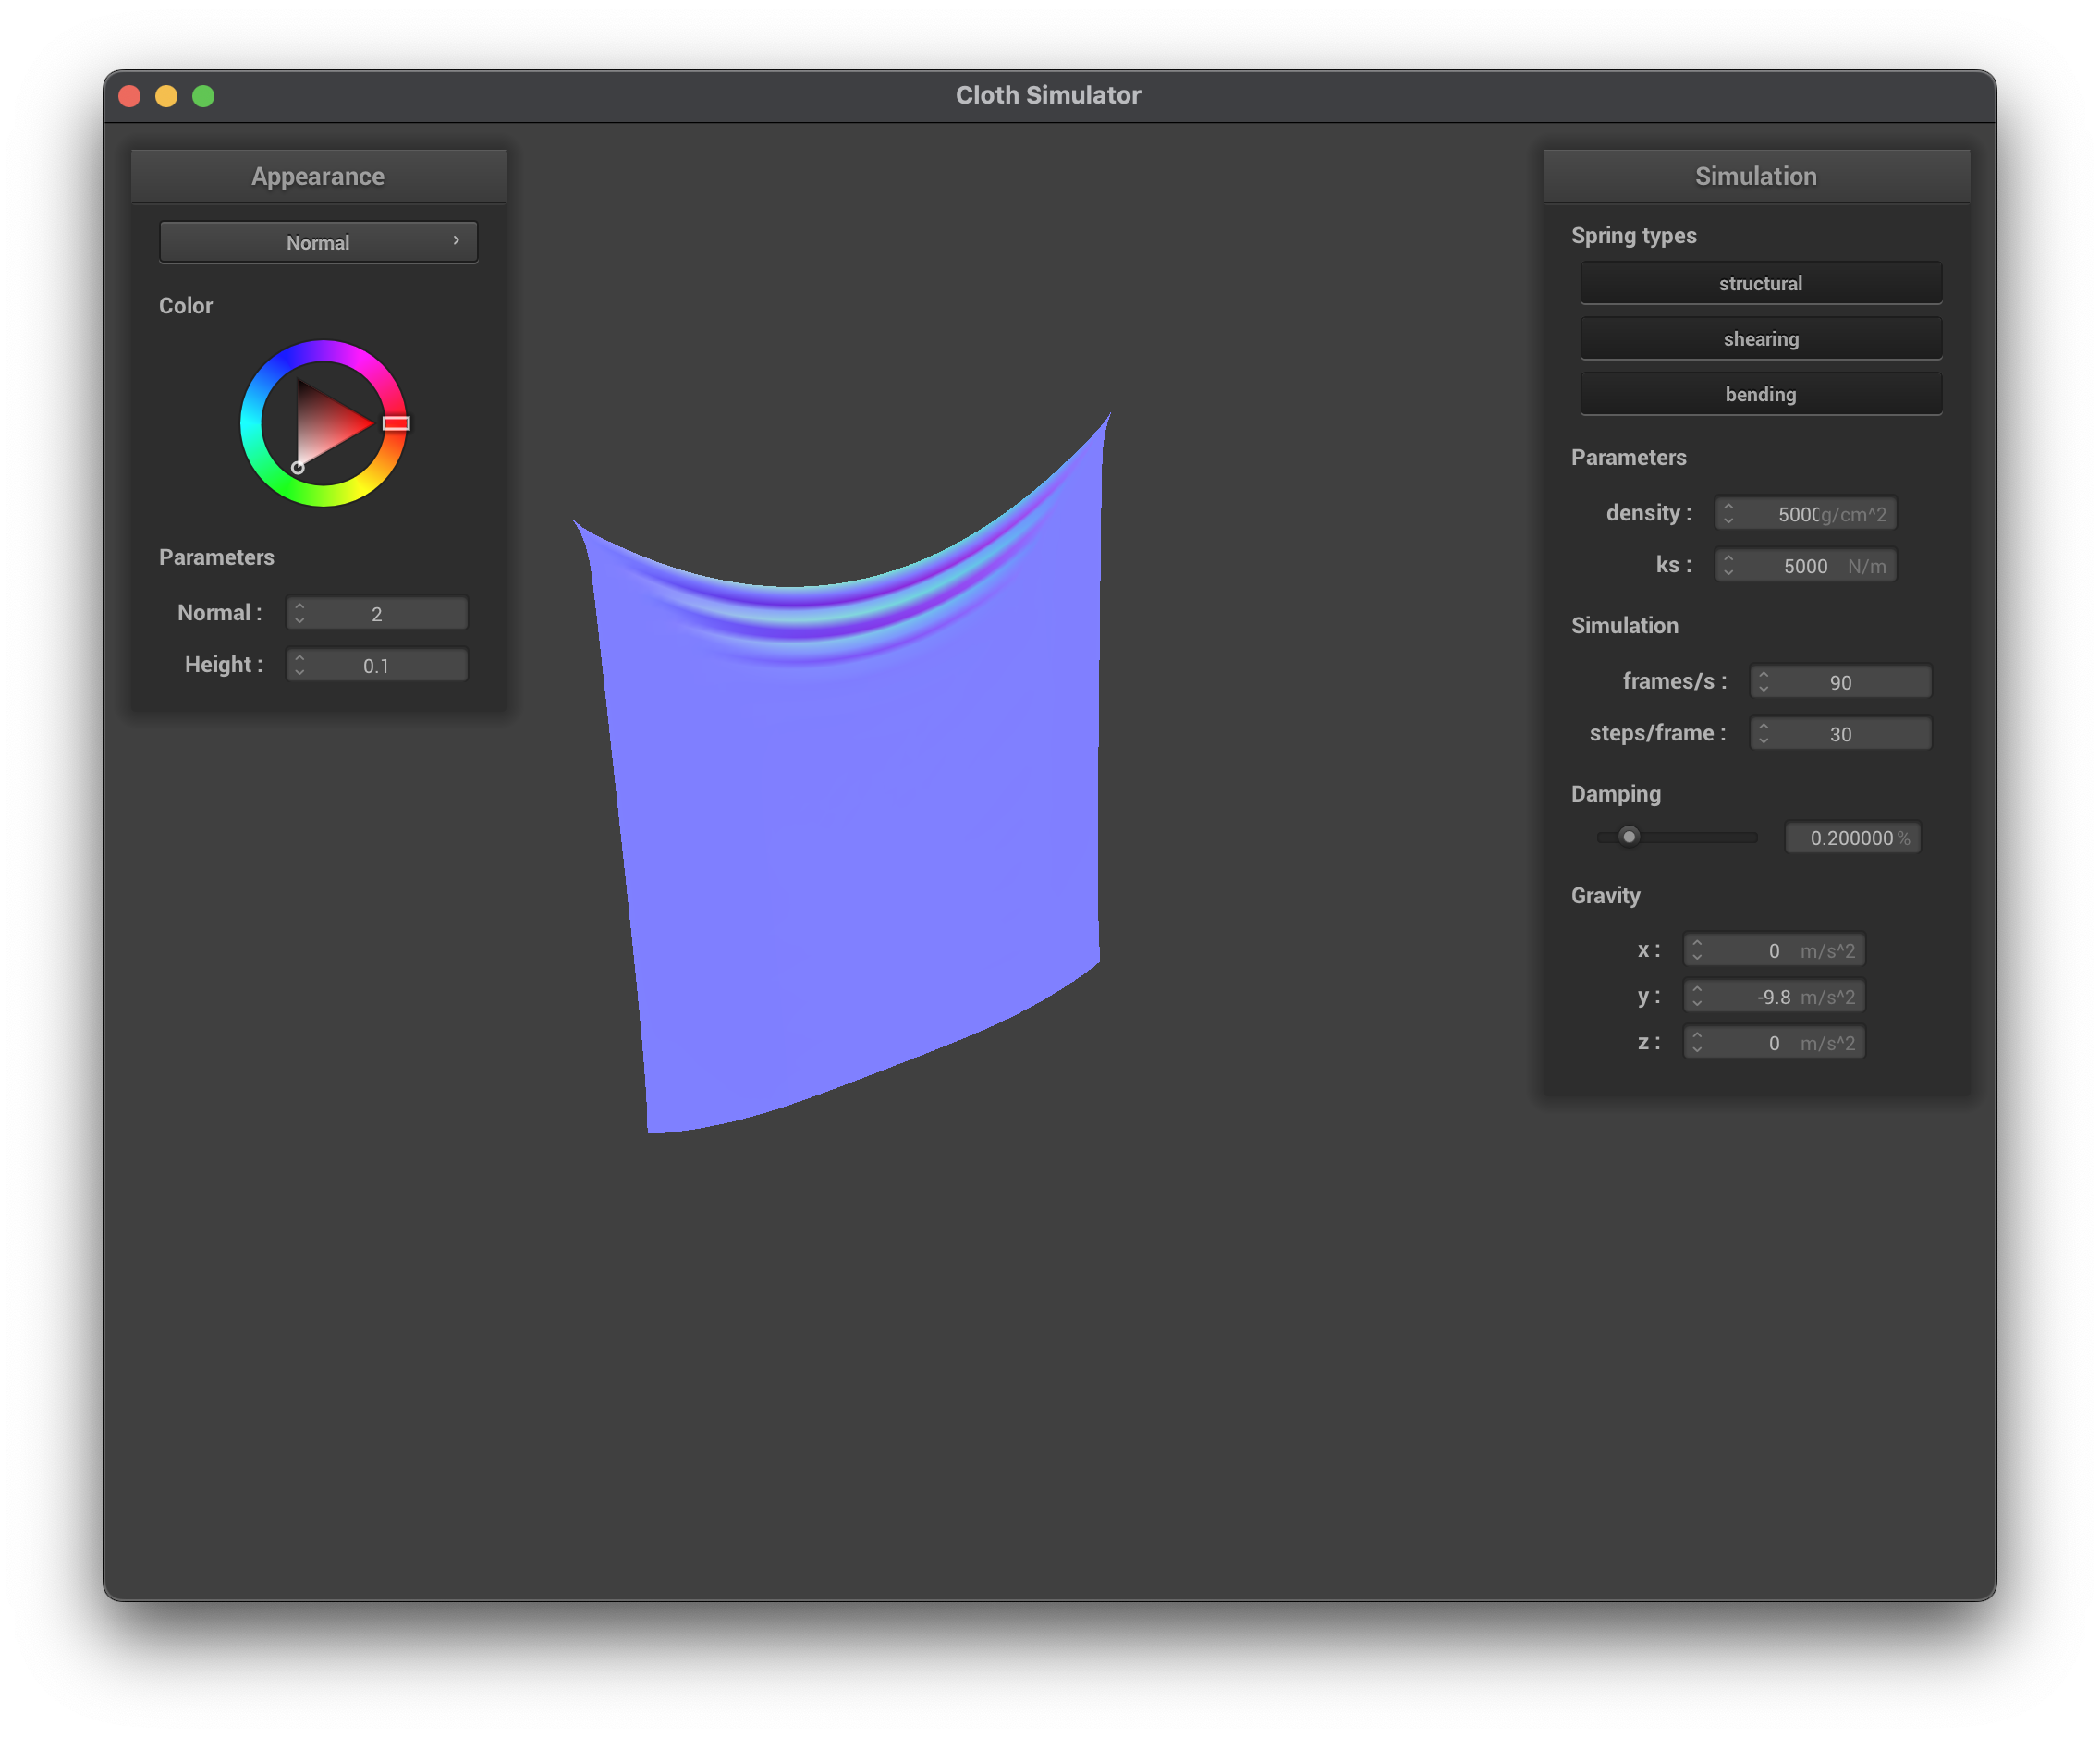 Cloth Simulator
Appearance
Normal
Color
Parameters
Normal : 2
Height : 0.1
Simulation
Spring types
structural
shearing
bending
Parameters
density : 5000 g/cm^2
ks : 5000 N/m
Simulation
frames/s : 90
steps/frame : 30
Damping
0.200000 %
Gravity
x : 0 m/s^2
y : -9.8 m/s^2
z : 0 m/s^2